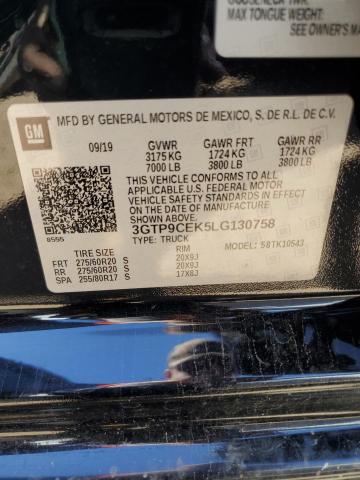 MAX TONGUE WEIGHT:
SEE OWNER'S MA
GM
MFD BY GENERAL MOTORS DE MEXICO, S. DE R.L. DE C.V.
09/19 GVWR GAWR FRT GAWR RR
3175 KG 1724 KG 1724 KG
7000 LB 3800 LB 3800 LB
THIS VEHICLE CONFORMS TO ALL APPLICABLE
U.S. FEDERAL MOTOR
VEHICLE SAFETY
STANDARDS IN EFFECT ON THE DATE OF
MANUFACTURE SHOWN ABOVE.
3GTP9CEK5LG130758
8555 TYPE: TRUCK MODEL: 58TK10543
TIRE SIZE RIM
FRT 275/60R20 S 20X9J
RR 275/60R20 S 20X9J
SPA 255/80R17 S 17X8J